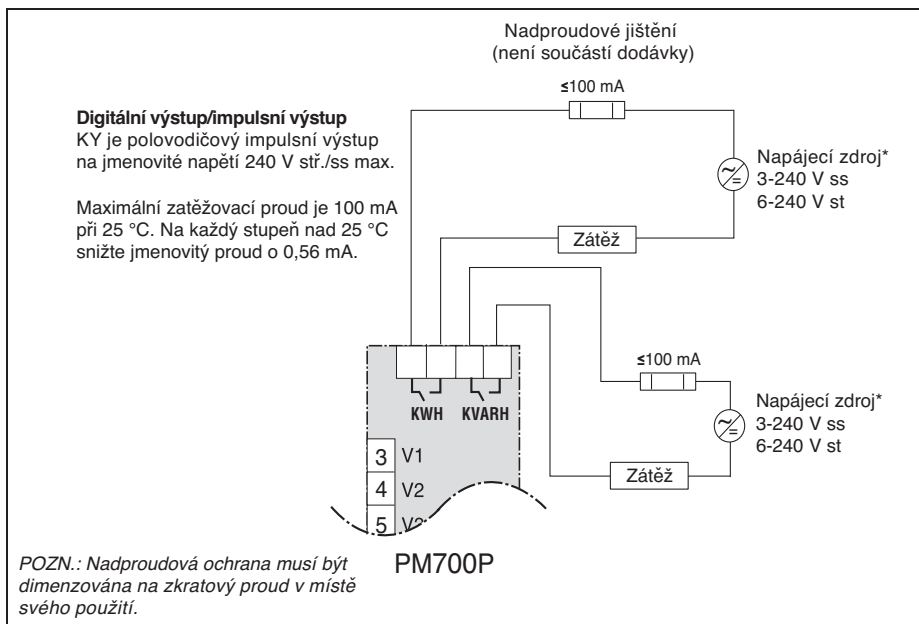 Nadproudové jištění
(není součástí dodávky)
≤100 mA
Digitální výstup/impulsní výstup
KY je polovodičový impulsní výstup
na jmenovité napětí 240 V stř./ss max.
Maximální zatěžovací proud je 100 mA
při 25 °C. Na každý stupeň nad 25 °C
snižte jmenovitý proud o 0,56 mA.
Napájecí zdroj*
3-240 V ss
6-240 V st
Zátěž
≤100 mA
Napájecí zdroj*
3-240 V ss
6-240 V st
Zátěž
KWH KVARH
3 V1
4 V2
5 V3
PM700P
POZN.: Nadproudová ochrana musí být
dimenzována na zkratový proud v místě
svého použití.